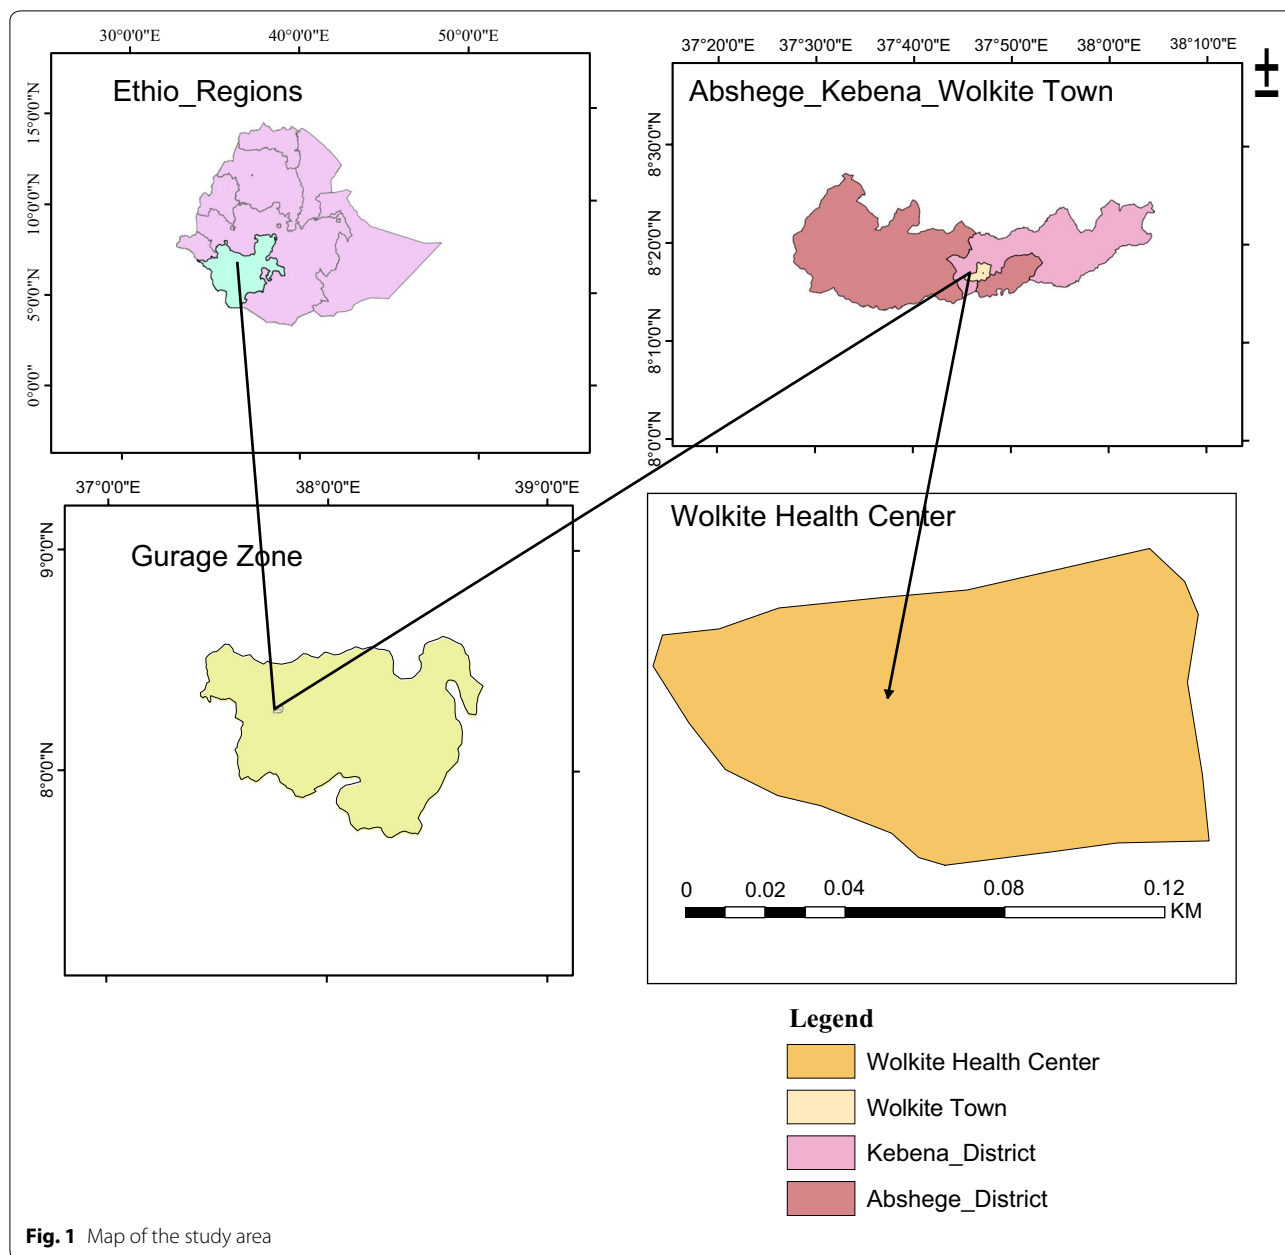 30°0'0"E 40°0'0"E 50°0'0"E
Ethio_Regions
15°0'0"N
10°0'0"N
5°0'0"N
0°0'0"
37°20'0"E 37°30'0"E 37°40'0"E 37°50'0"E 38°0'0"E 38°10'0"E
Abshege_Kebena_Wolkite Town
8°30'0"N
8°20'0"N
8°10'0"N
8°0'0"N
37°0'0"E 38°0'0"E 39°0'0"E
Gurage Zone
9°0'0"N
8°0'0"N
Wolkite Health Center
0 0.02 0.04 0.08 0.12
KM
Legend
Wolkite Health Center
Wolkite Town
Kebena_District
Abshege_District
Fig. 1 Map of the study area